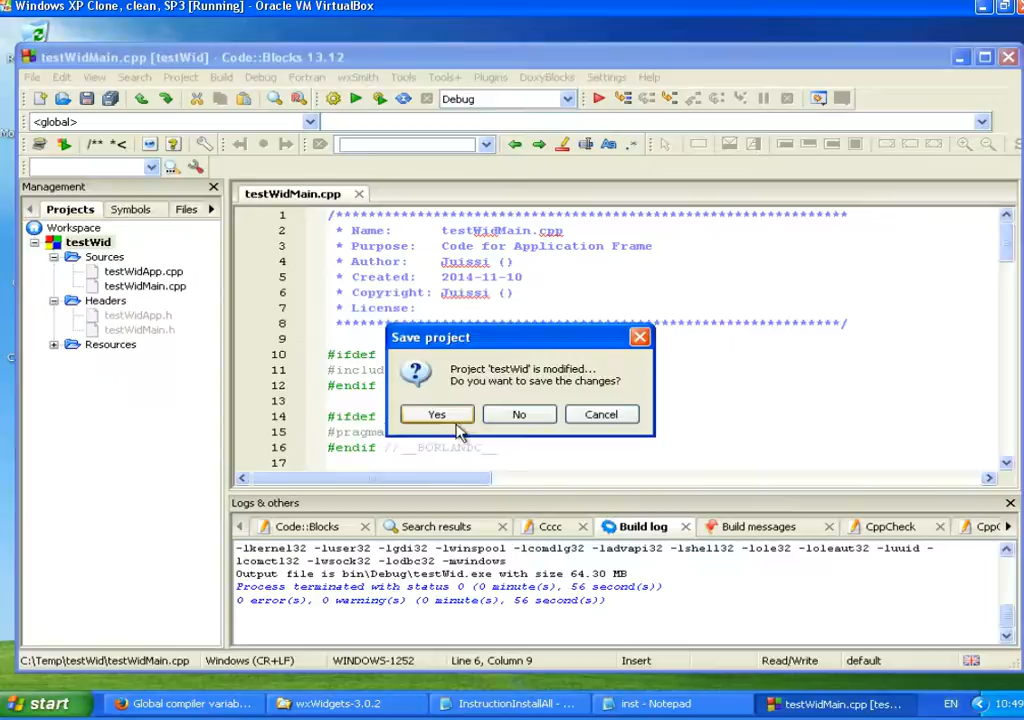 Windows XP Clone, clean, SP3 [Running] - Oracle VM VirtualBox
testWidMain.cpp [testWid] - Code::Blocks 13.12
File Edit View Search Project Build Debug Fortran wxSmith Tools Tools+ Plugins DoxyBlocks Settings Help
Debug
<global>
/** *<
Management
Projects Symbols Files
Workspace
testWid
Sources
testWidApp.cpp
testWidMain.cpp
Headers
testWidApp.h
testWidMain.h
Resources
testWidMain.cpp
1 /***************************************************************
2 * Name: testWidMain.cpp
3 * Purpose: Code for Application Frame
4 * Author: Juissi ()
5 * Created: 2014-11-10
6 * Copyright: Juissi ()
7 * License:
8 **************************************************************/
9
10 #ifdef
11 #includ
12 #endif
13
14 #ifdef
15 #pragma
16 #endif //__BORLANDC__
17
Save project
Project 'testWid' is modified...
Do you want to save the changes?
Yes No Cancel
Logs & others
Code::Blocks Search results Cccc Build log Build messages CppCheck CppC
-lkernel32 -luser32 -lgdi32 -lwinspool -lcomdlg32 -ladvapi32 -lshell32 -lole32 -loleaut32 -luuid -
lcomctl32 -lwsock32 -lodbc32 -mwindows
Output file is bin\Debug\testWid.exe with size 64.30 MB
Process terminated with status 0 (0 minute(s), 56 second(s))
0 error(s), 0 warning(s) (0 minute(s), 56 second(s))
C:\Temp\testWid\testWidMain.cpp Windows (CR+LF) WINDOWS-1252 Line 6, Column 9 Insert Read/Write default
start Global compiler variab... wxWidgets-3.0.2 InstructionInstallAll - ... inst - Notepad testWidMain.cpp [tes... EN 10:49